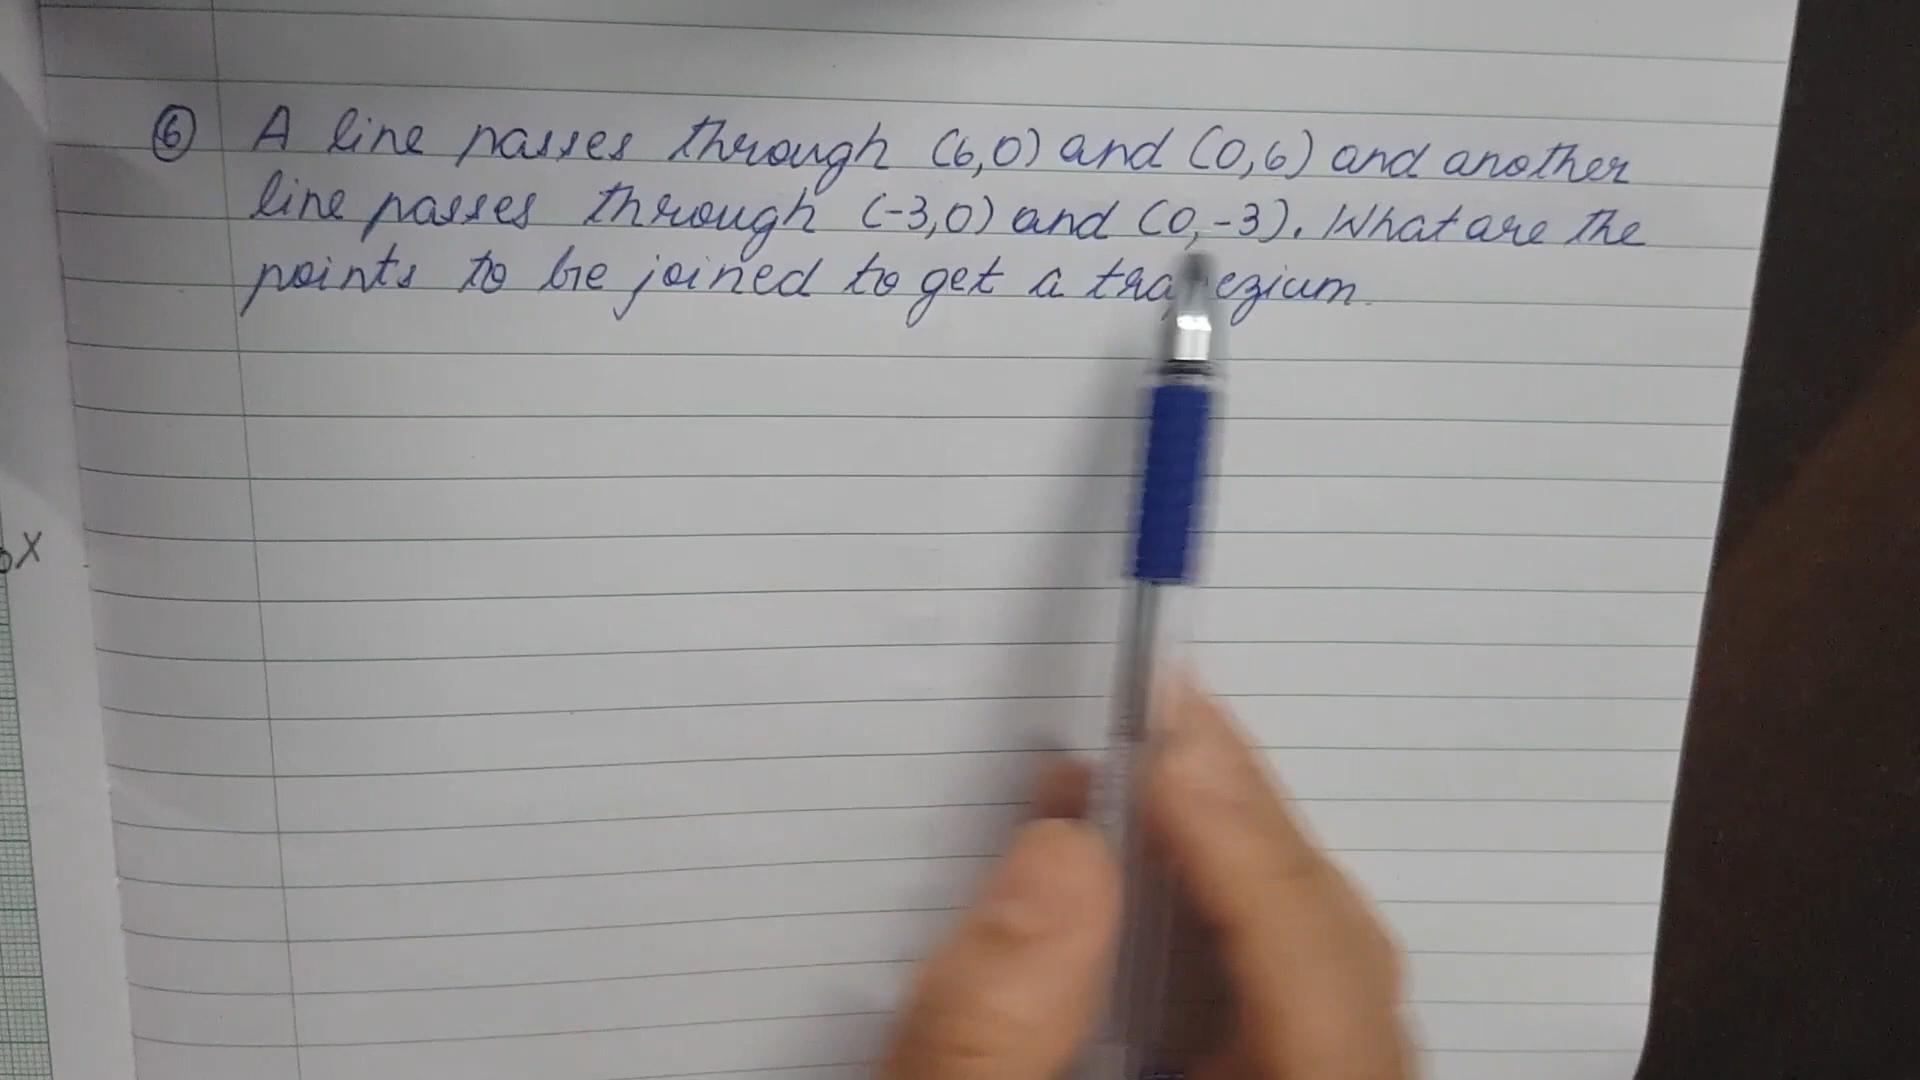 ⑥ A line passes through (6,0) and (0,6) and another
line passes through (-3,0) and (0,-3). What are the
points to be joined to get a trapezium.
X